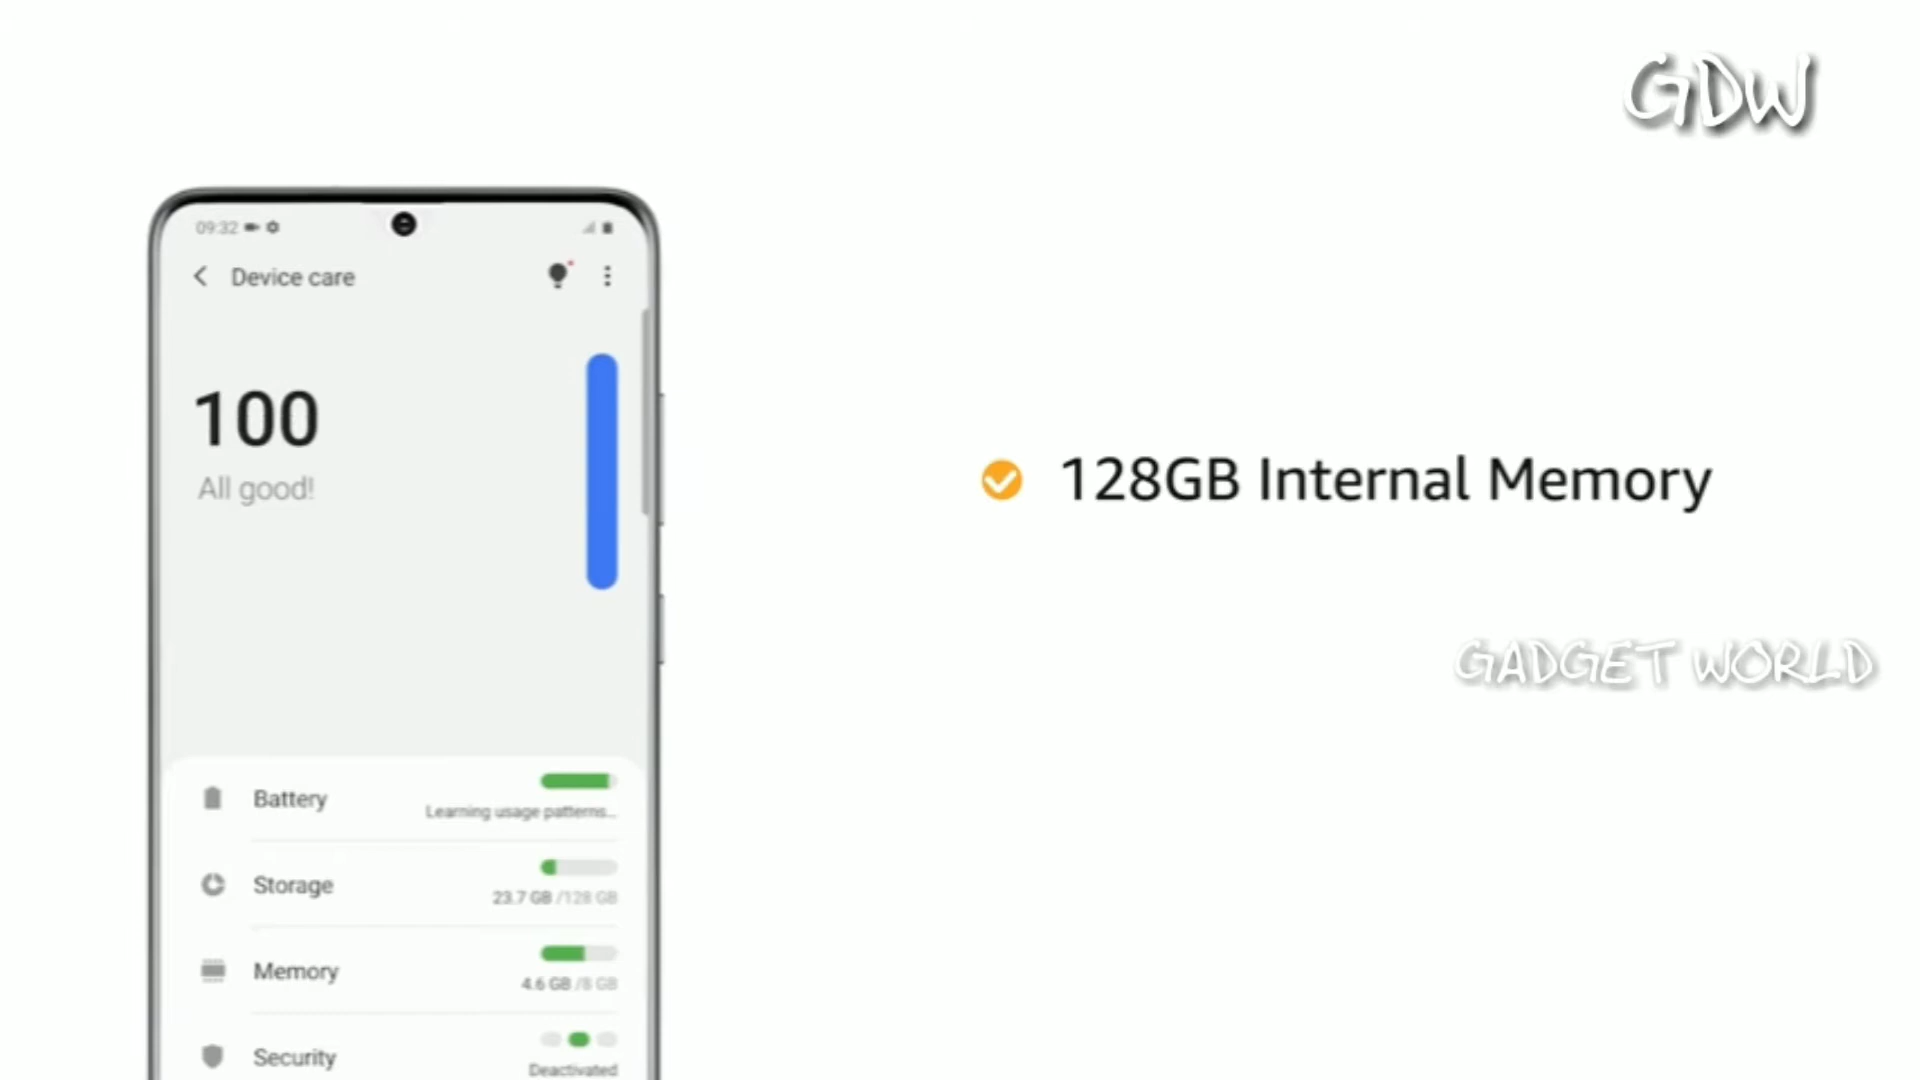 GDW
09:32
Device care
100
All good!
128GB Internal Memory
GADGET WORLD
Battery
Learning usage patterns...
Storage
23.7 GB /128 GB
Memory
4.6 GB /8 GB
Security
Deactivated